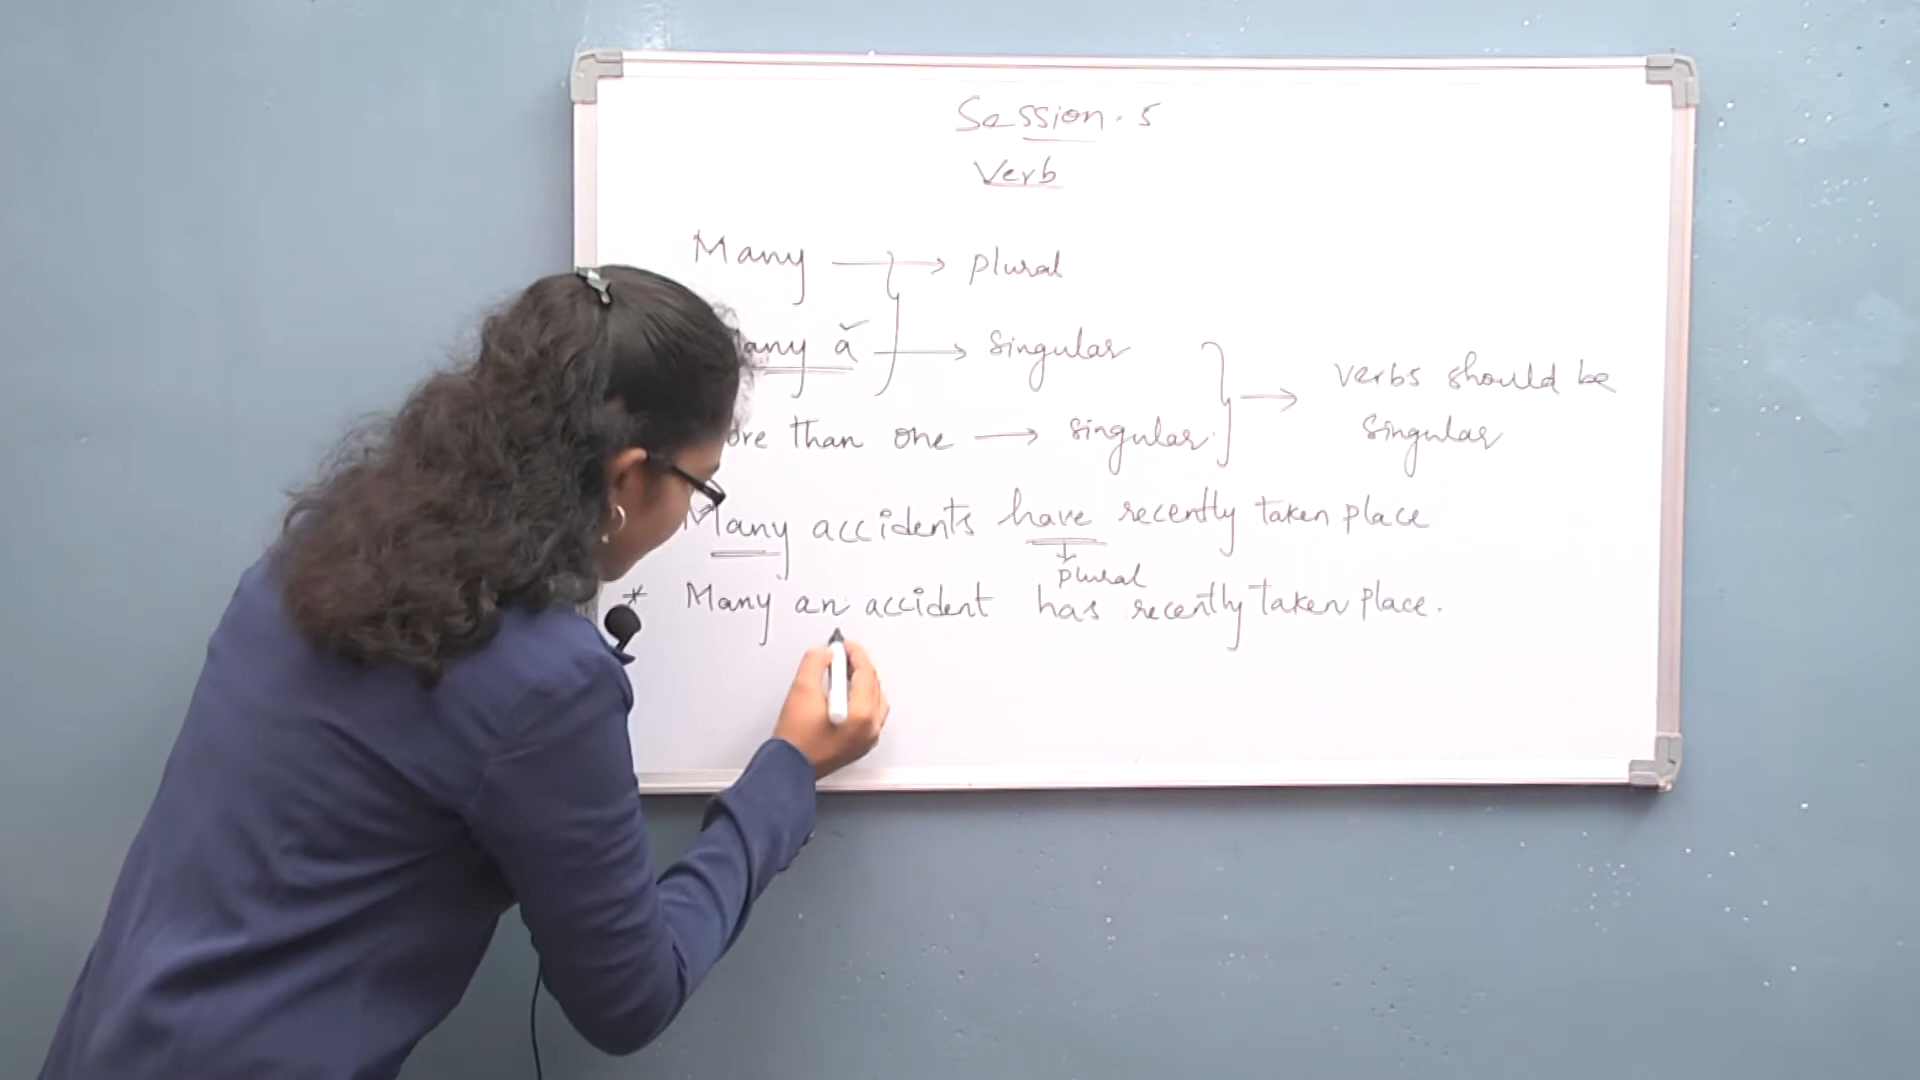 Session. 5
Verb
Many → plural
any a → singular
ore than one → singular. → verbs should be singular
Many accidents have recently taken place
plural
* Many an accident has recently taken place.